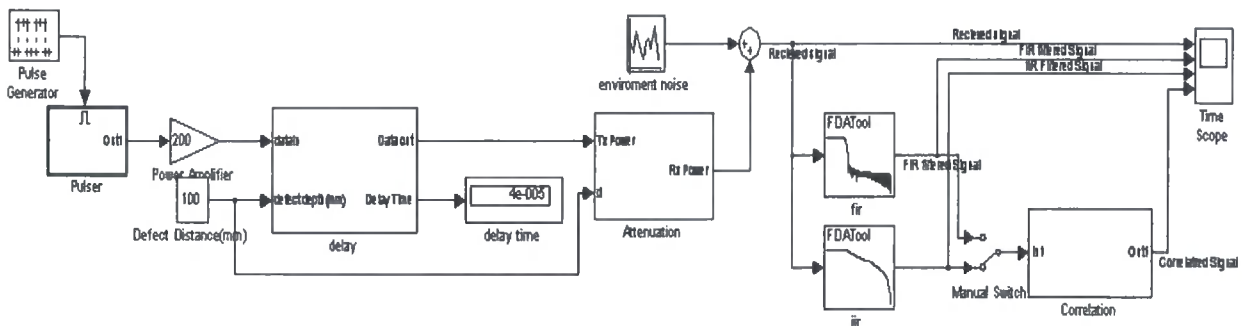 Pulse
Generator
Out1
Pulser
200
Power Amplifier
100
Defect Distance(mm)
datain
defect depth(mm)
Data out
Delay Time
delay
4e-005
delay time
enviroment noise
Tx Power
d
Rx Power
Attenuation
Recieved signal
Recieved signal
FIR filtered Signal
IIR Filtered Signal
Time
Scope
FDATool
FIR filtered Signal
fir
FDATool
iir
Manual Switch
In1
Out1
Correlation
Correlated Signal